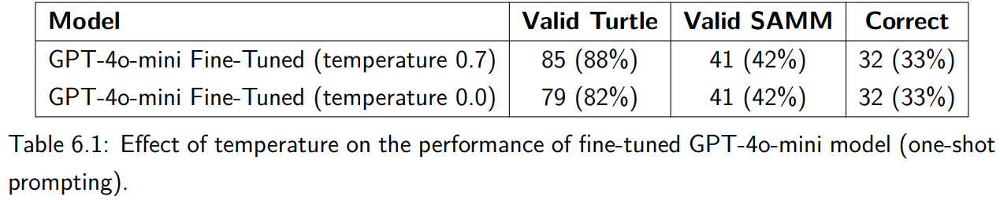 Model Valid Turtle Valid SAMM Correct
GPT-4o-mini Fine-Tuned (temperature 0.7) 85 (88%) 41 (42%) 32 (33%)
GPT-4o-mini Fine-Tuned (temperature 0.0) 79 (82%) 41 (42%) 32 (33%)
Table 6.1: Effect of temperature on the performance of fine-tuned GPT-4o-mini model (one-shot
prompting).